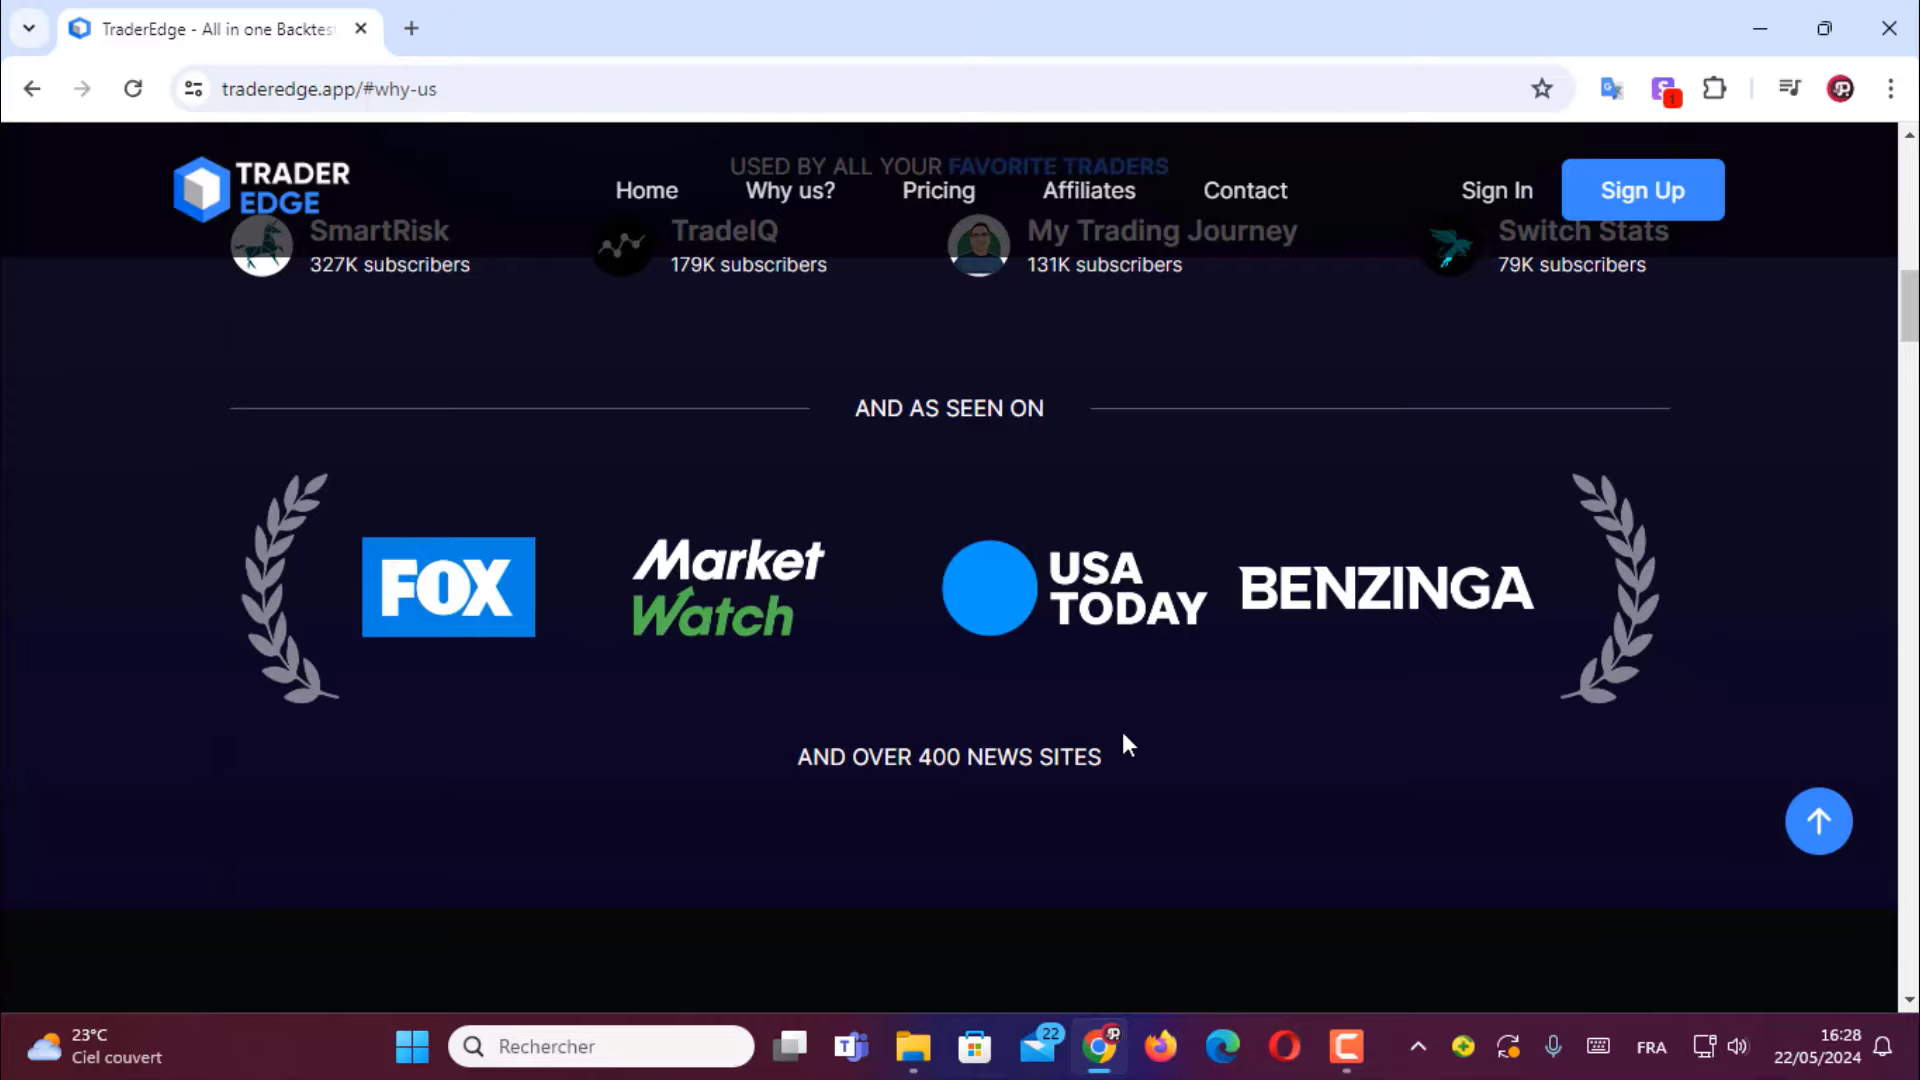 TraderEdge - All in one Backtes
traderedge.app/#why-us
1
USED BY ALL YOUR FAVORITE TRADERS
TRADER
EDGE
Home
Why us?
Pricing
Affiliates
Contact
Sign In
Sign Up
SmartRisk
327K subscribers
TradeIQ
179K subscribers
My Trading Journey
131K subscribers
Switch Stats
79K subscribers
AND AS SEEN ON
FOX
Market
Watch
USA
TODAY
BENZINGA
AND OVER 400 NEWS SITES
23°C
Ciel couvert
Rechercher
22
FRA
16:28
22/05/2024